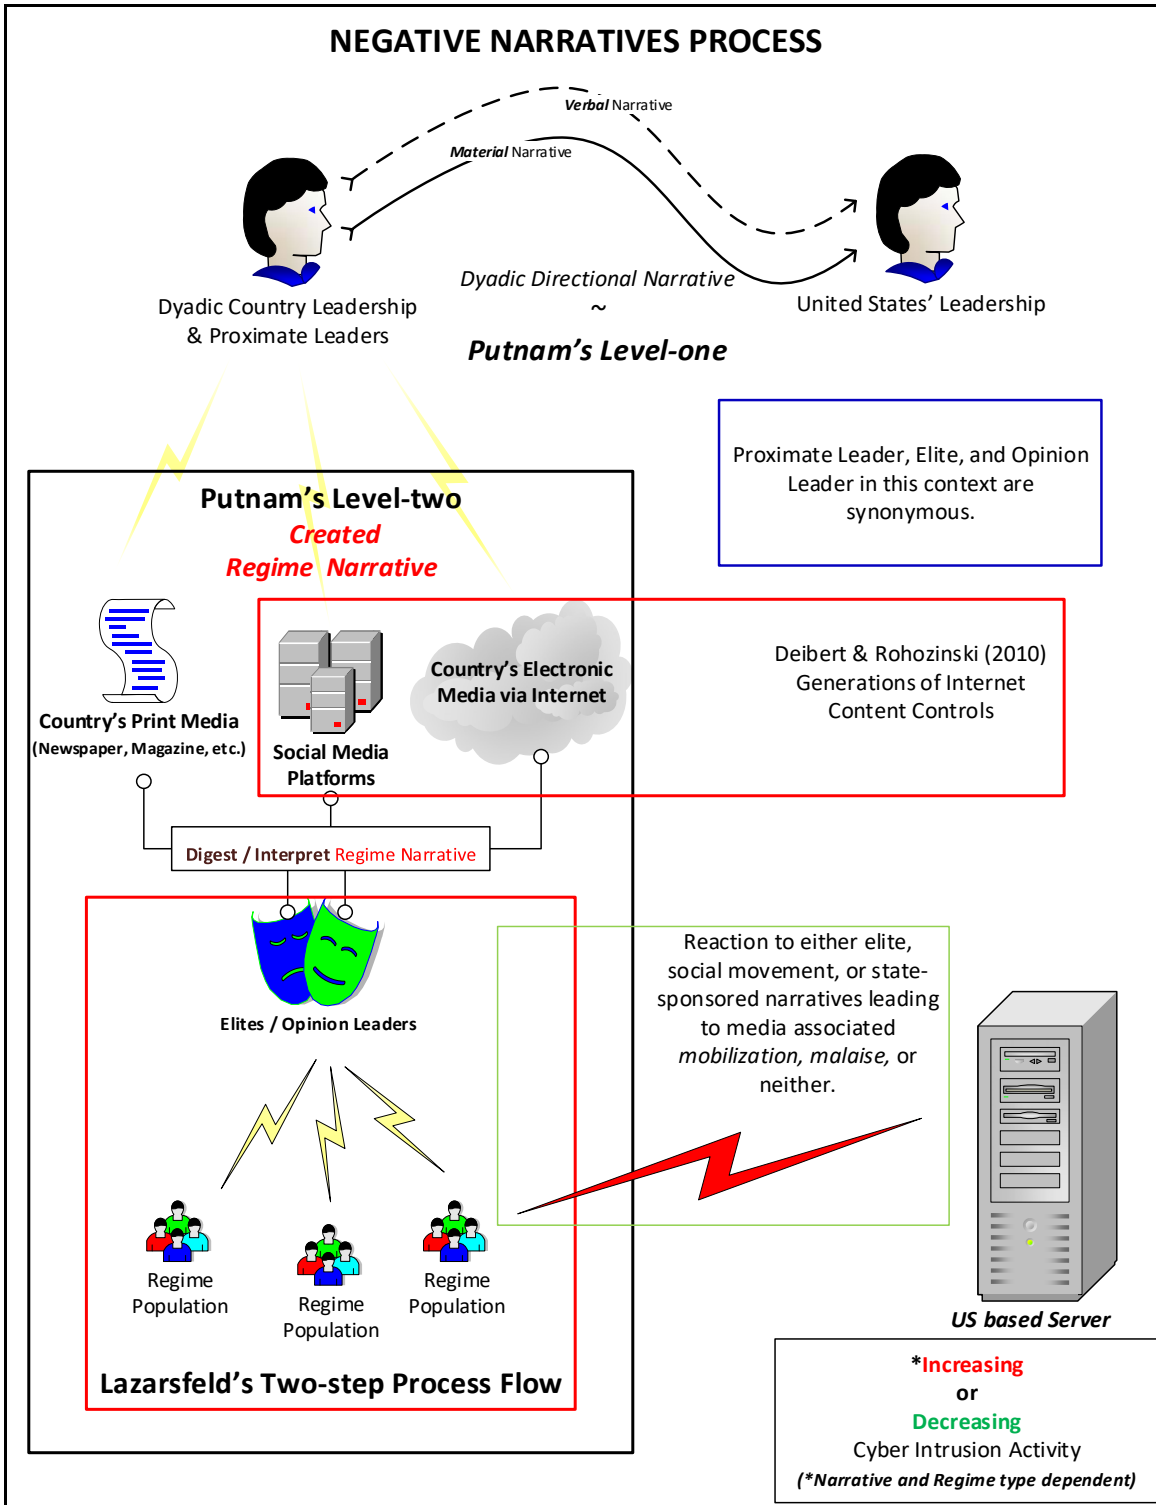 NEGATIVE NARRATIVES PROCESS
Verbal Narrative
Material Narrative
Dyadic Directional Narrative
~
Putnam's Level-one
Dyadic Country Leadership
& Proximate Leaders
United States' Leadership
Proximate Leader, Elite, and Opinion
Leader in this context are
synonymous.
Putnam's Level-two
Created
Regime Narrative
Country's Print Media
(Newspaper, Magazine, etc.)
Social Media
Platforms
Country's Electronic
Media via Internet
Deibert & Rohozinski (2010)
Generations of Internet
Content Controls
Digest / Interpret Regime Narrative
Elites / Opinion Leaders
Reaction to either elite,
social movement, or state-
sponsored narratives leading
to media associated
mobilization, malaise, or
neither.
Regime
Population
Regime
Population
Regime
Population
Lazarsfeld's Two-step Process Flow
US based Server
*Increasing
or
Decreasing
Cyber Intrusion Activity
(*Narrative and Regime type dependent)